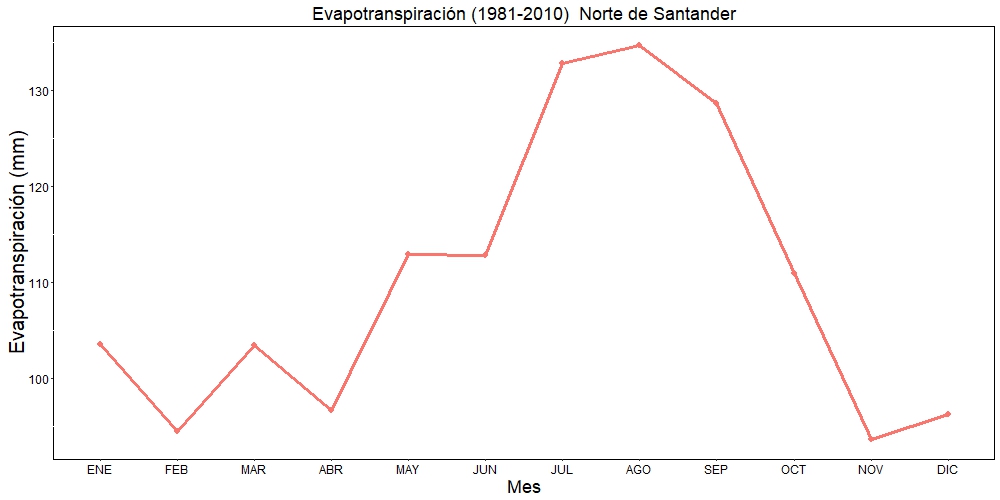 Evapotranspiración (1981-2010)  Norte de Santander
Evapotranspiración (mm)
130
120
110
100
ENE FEB MAR ABR MAY JUN JUL AGO SEP OCT NOV DIC
Mes